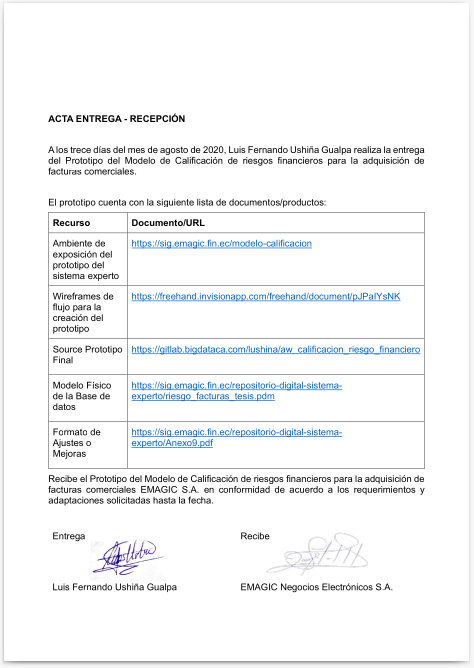 ACTA ENTREGA - RECEPCIÓN
A los trece días del mes de agosto de 2020, Luis Fernando Ushiña Gualpa realiza la entrega
del Prototipo del Modelo de Calificación de riesgos financieros para la adquisición de
facturas comerciales.
El prototipo cuenta con la siguiente lista de documentos/productos:
Recurso Documento/URL
Ambiente de
exposición del
prototipo del
sistema experto
https://sig.emagic.fin.ec/modelo-calificacion
Wireframes de
flujo para la
creación del
prototipo
https://freehand.invisionapp.com/freehand/document/pJPaIYsNK
Source Prototipo
Final
https://gitlab.bigdataca.com/lushina/aw_calificacion_riesgo_financiero
Modelo Físico
de la Base de
datos
https://sig.emagic.fin.ec/repositorio-digital-sistema-
experto/riesgo_facturas_tesis.pdm
Formato de
Ajustes o
Mejoras
https://sig.emagic.fin.ec/repositorio-digital-sistema-
experto/Anexo9.pdf
Recibe el Prototipo del Modelo de Calificación de riesgos financieros para la adquisición de
facturas comerciales EMAGIC S.A. en conformidad de acuerdo a los requerimientos y
adaptaciones solicitadas hasta la fecha.
Entrega Recibe
Luis Fernando Ushiña Gualpa EMAGIC Negocios Electrónicos S.A.